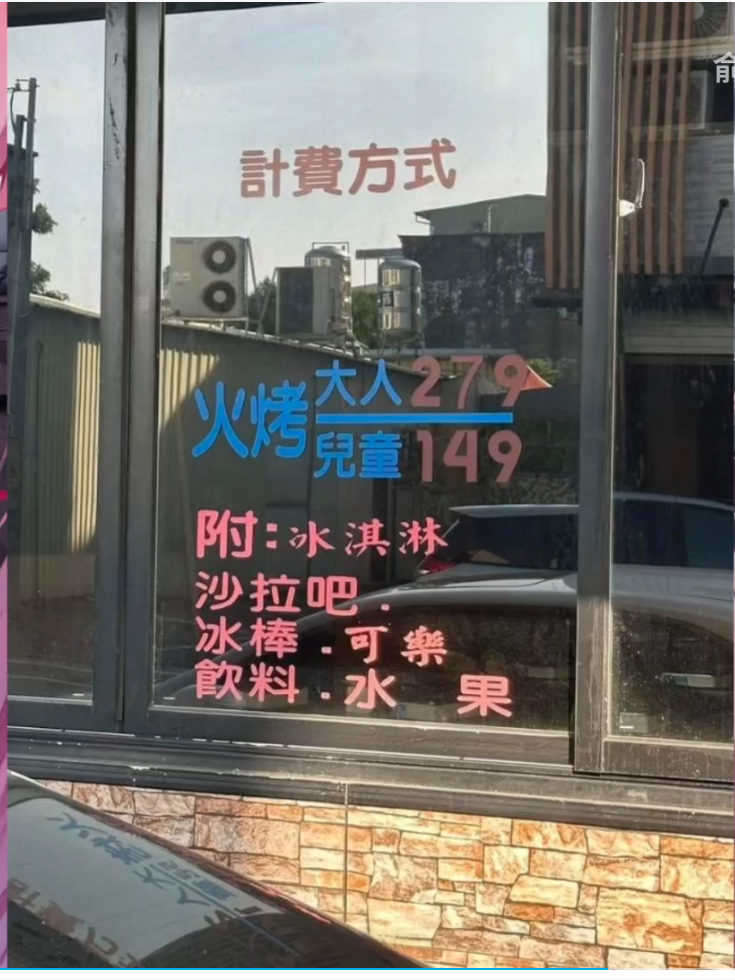 計費方式
火烤 大人 279
兒童 149
附：冰淇淋
沙拉吧．
冰棒．可樂
飲料．水果